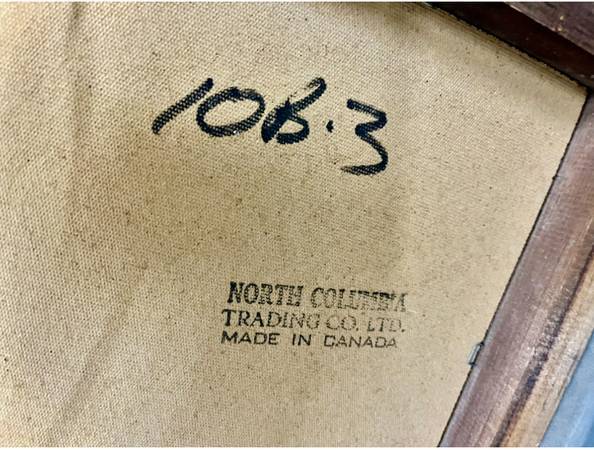 10B.3
NORTH COLUMBIA
TRADING CO. LTD.
MADE IN CANADA